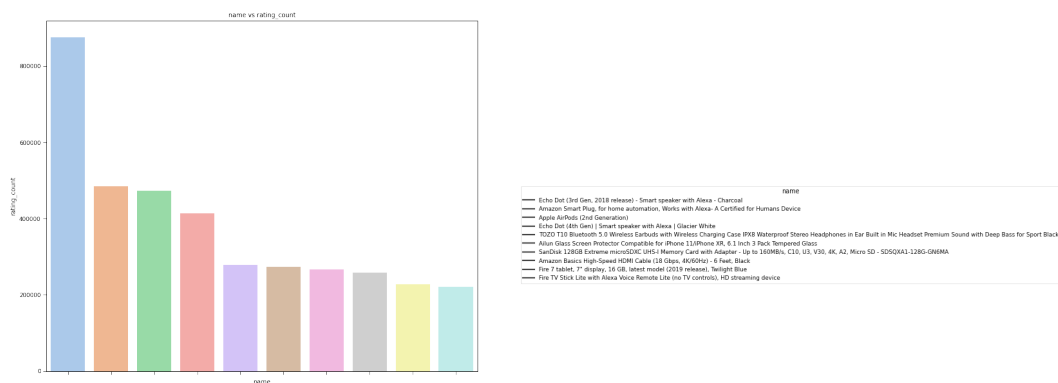 name vs rating_count
800000
600000
400000
200000
0
rating_count
name
name
Echo Dot (3rd Gen, 2018 release) - Smart speaker with Alexa - Charcoal
Amazon Smart Plug, for home automation, Works with Alexa- A Certified for Humans Device
Apple AirPods (2nd Generation)
Echo Dot (4th Gen) | Smart speaker with Alexa | Glacier White
TOZO T10 Bluetooth 5.0 Wireless Earbuds with Wireless Charging Case IPX8 Waterproof Stereo Headphones in Ear Built in Mic Headset Premium Sound with Deep Bass for Sport Black
Ailun Glass Screen Protector Compatible for iPhone 11/iPhone XR, 6.1 Inch 3 Pack Tempered Glass
SanDisk 128GB Extreme microSDXC UHS-I Memory Card with Adapter - Up to 160MB/s, C10, U3, V30, 4K, A2, Micro SD - SDSQXA1-128G-GN6MA
Amazon Basics High-Speed HDMI Cable (18 Gbps, 4K/60Hz) - 6 Feet, Black
Fire 7 tablet, 7" display, 16 GB, latest model (2019 release), Twilight Blue
Fire TV Stick Lite with Alexa Voice Remote Lite (no TV controls), HD streaming device